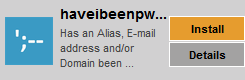 ';--
haveibeenpw...
Install
Has an Alias, E-mail
address and/or
Domain been ...
Details